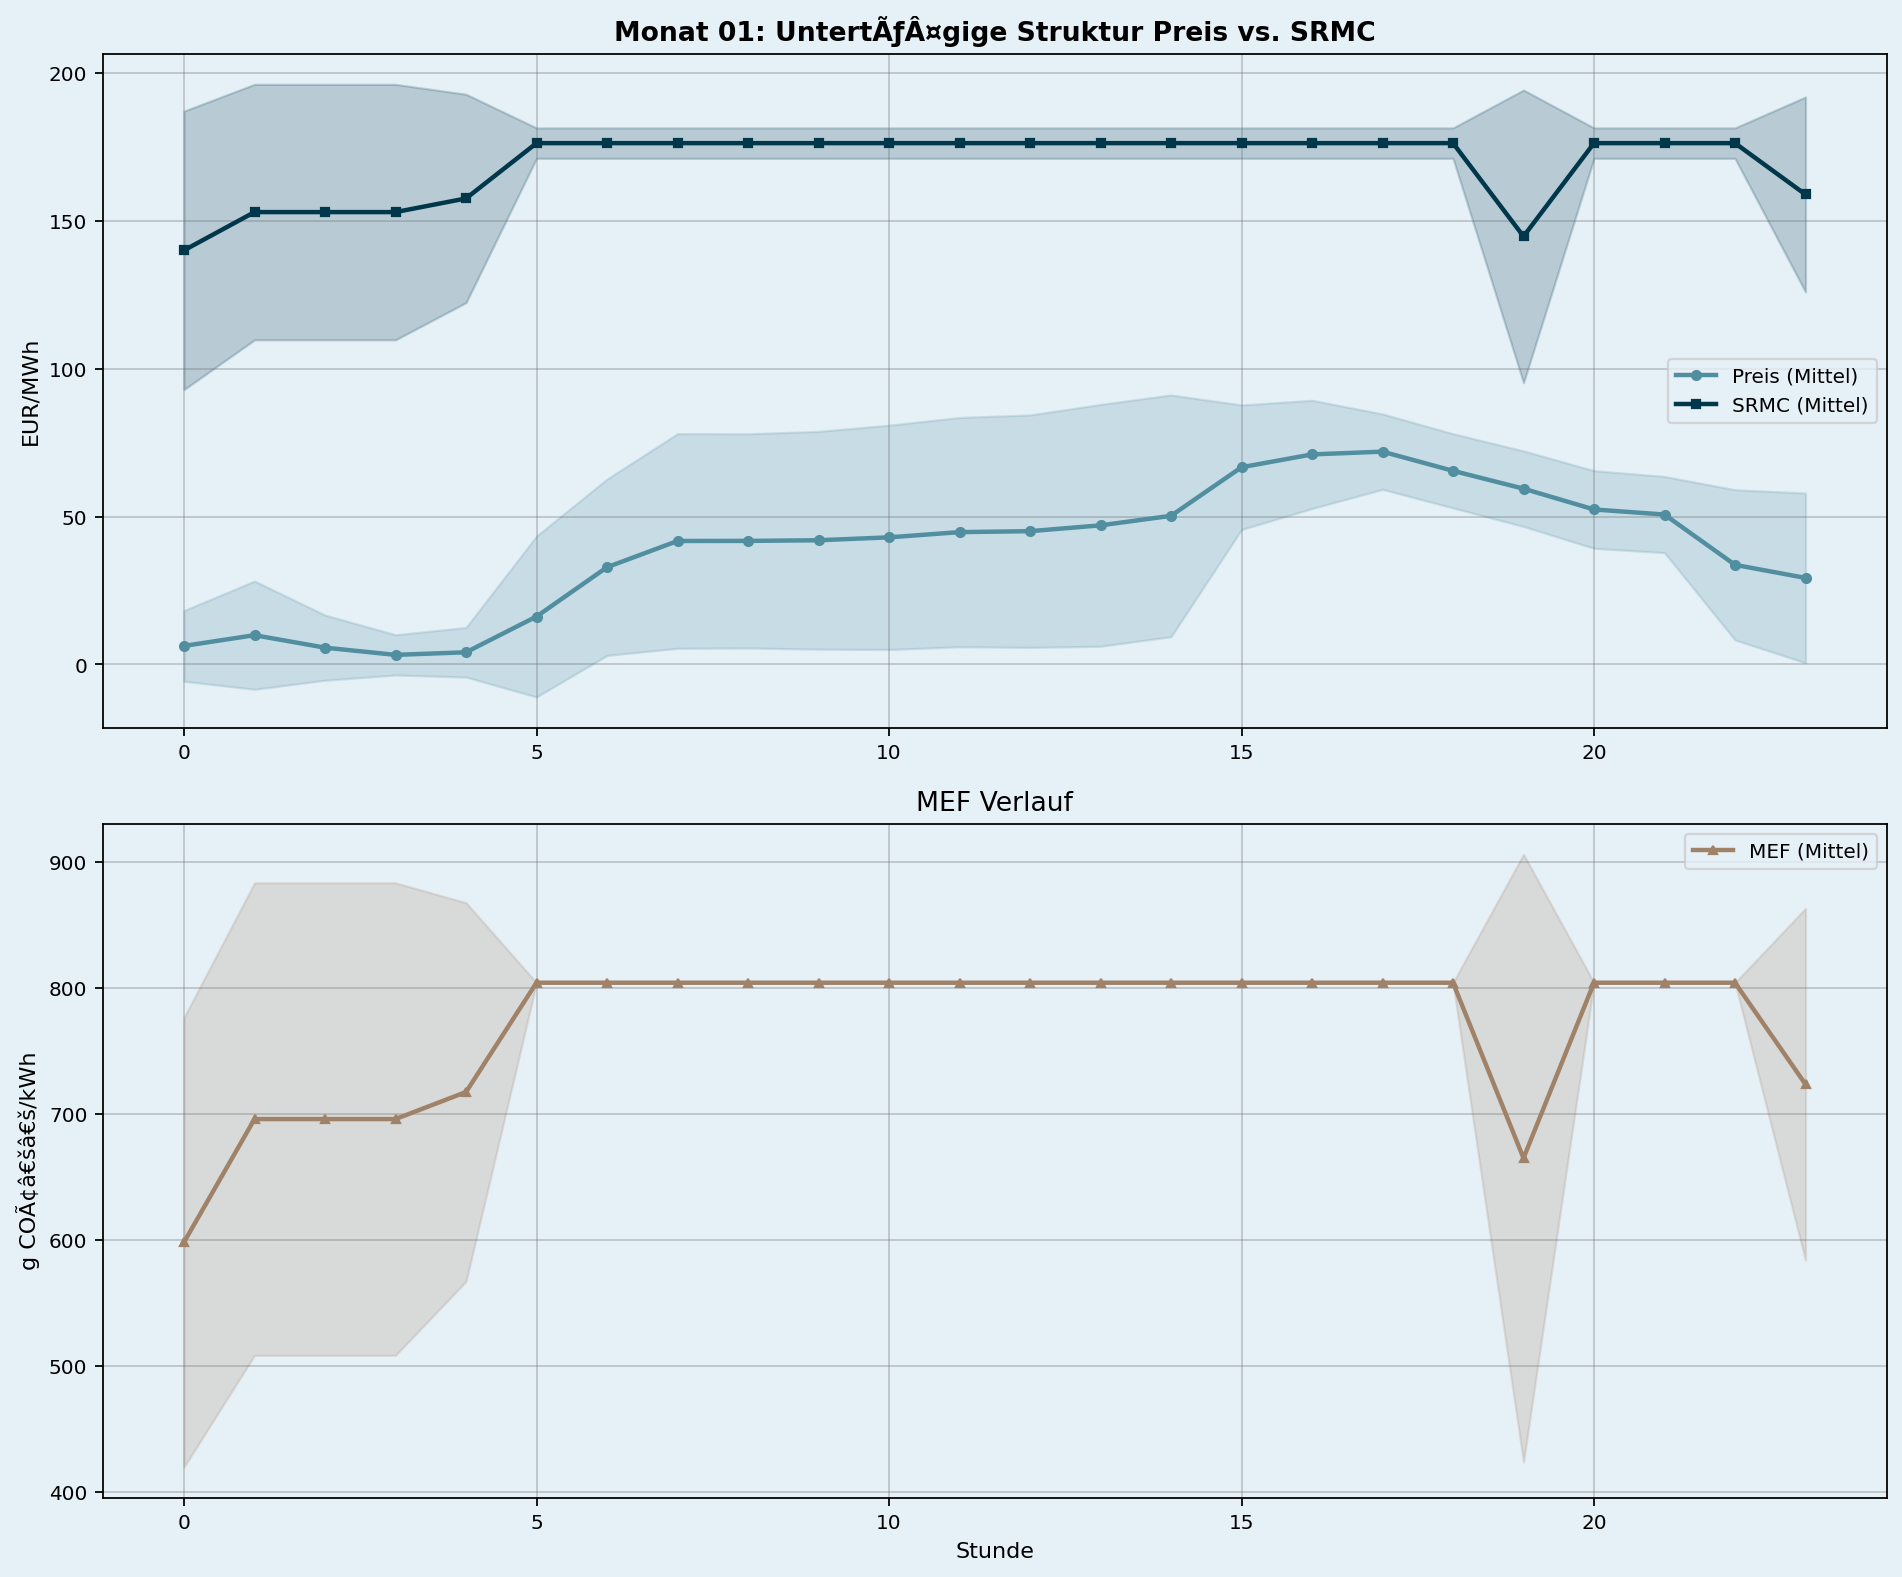 Monat 01: UntertÃƒÂ¤gige Struktur Preis vs. SRMC
EUR/MWh
200
150
100
50
0
Preis (Mittel)
SRMC (Mittel)
0 5 10 15 20
MEF Verlauf
g COÃ¢â€šâ€š/kWh
900
800
700
600
500
400
MEF (Mittel)
0 5 10 15 20
Stunde